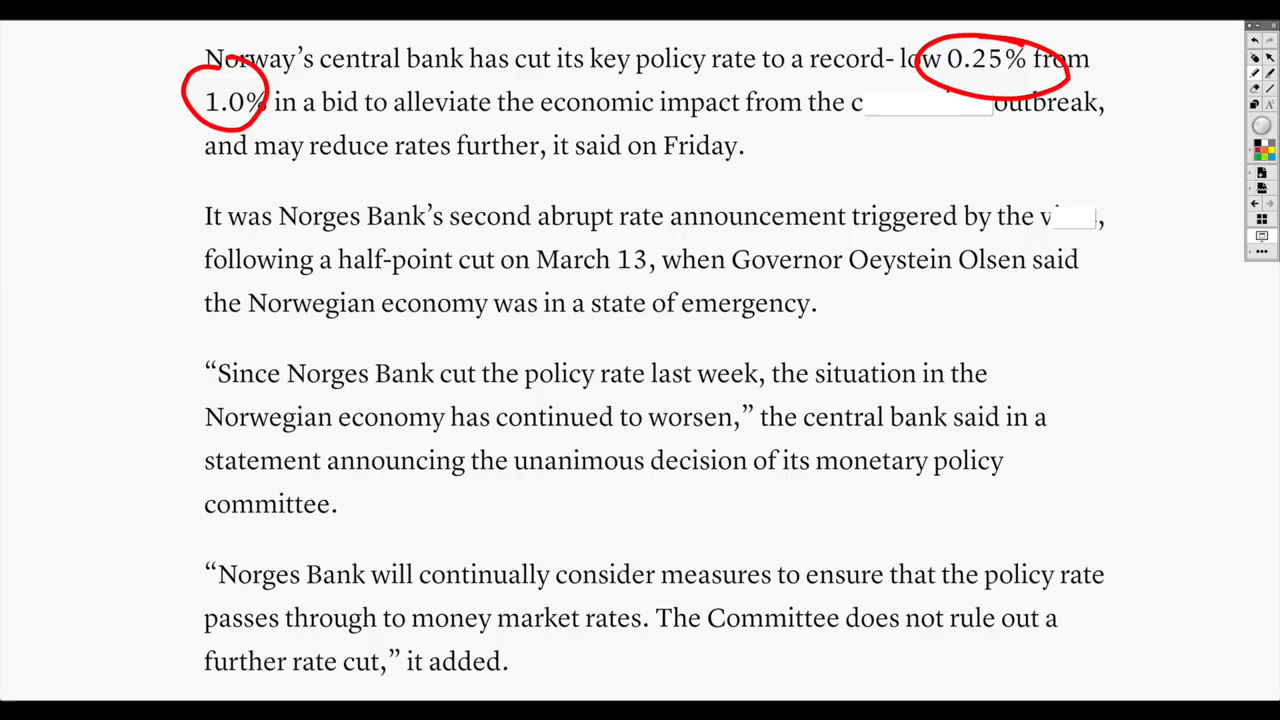 Norway’s central bank has cut its key policy rate to a record- low 0.25% from
1.0% in a bid to alleviate the economic impact from the outbreak,
and may reduce rates further, it said on Friday.
It was Norges Bank’s second abrupt rate announcement triggered by the
following a half-point cut on March 13, when Governor Oeystein Olsen said
the Norwegian economy was in a state of emergency.
“Since Norges Bank cut the policy rate last week, the situation in the
Norwegian economy has continued to worsen,” the central bank said in a
statement announcing the unanimous decision of its monetary policy
committee.
“Norges Bank will continually consider measures to ensure that the policy rate
passes through to money market rates. The Committee does not rule out a
further rate cut,” it added.